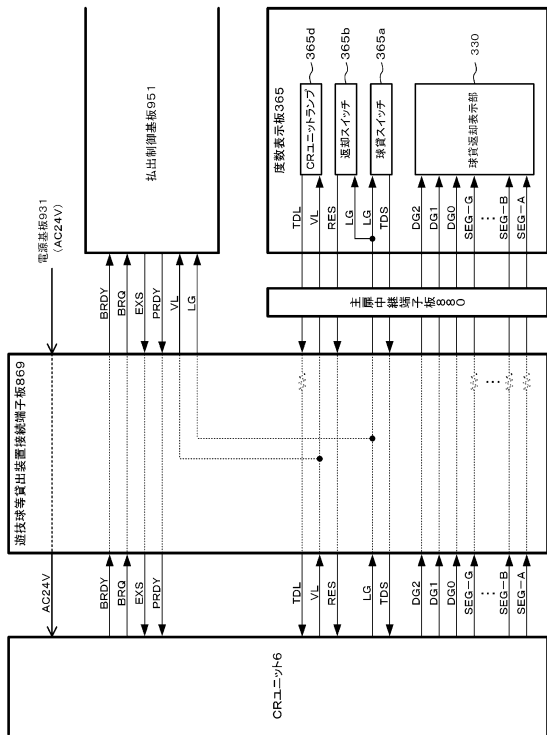 払出制御基板951
電源基板931
(AC24V)
BRDY
BRQ
EXS
PRDY
VL
LG
365d
365b
365a
330
度数表示板365
CRユニットランプ
返却スイッチ
球貸スイッチ
球貸返却表示部
TDL
VL
RES
LG
LG
TDS
DG2
DG1
DG0
SEG-G
…
SEG-B
SEG-A
主扉中継端子板880
遊技球等貸出装置接続端子板869
…
AC24V
BRDY
BRQ
EXS
PRDY
TDL
VL
RES
LG
TDS
DG2
DG1
DG0
SEG-G
…
SEG-B
SEG-A
CRユニット6